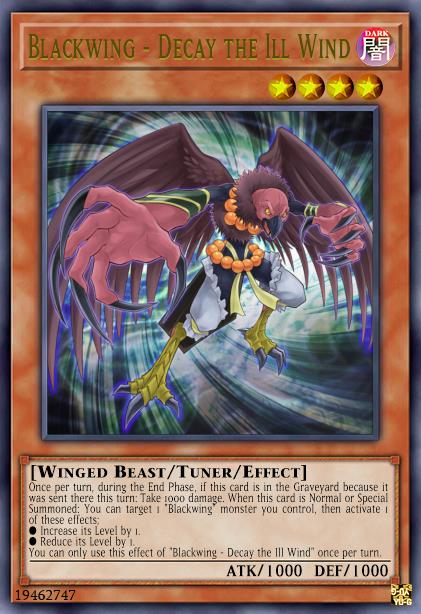 Blackwing - Decay the Ill Wind
DARK
闇
[Winged Beast/Tuner/Effect]
Once per turn, during the End Phase, if this card is in the Graveyard because it
was sent there this turn: Take 1000 damage. When this card is Normal or Special
Summoned: You can target 1 "Blackwing" monster you control, then activate 1
of these effects;
● Increase its Level by 1.
● Reduce its Level by 1.
You can only use this effect of "Blackwing - Decay the Ill Wind" once per turn.
ATK/1000 DEF/1000
19462747